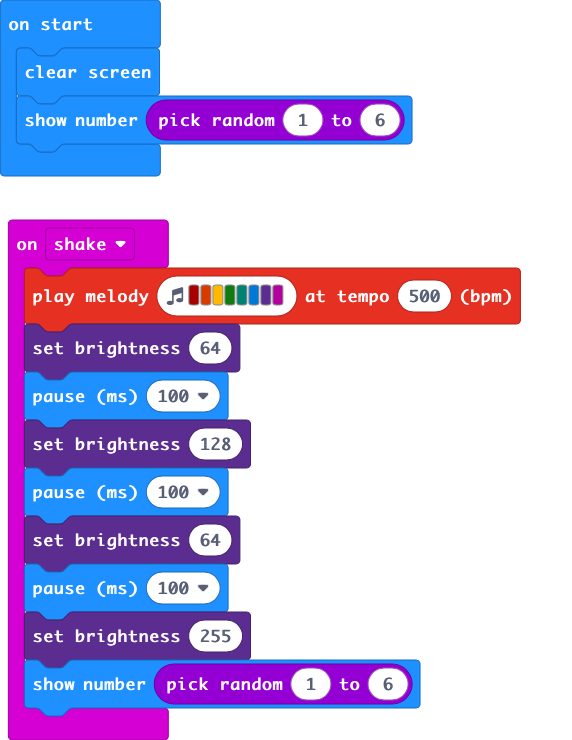 on start
clear screen
show number pick random 1 to 6
on shake
play melody at tempo 500 (bpm)
set brightness 64
pause (ms) 100
set brightness 128
pause (ms) 100
set brightness 64
pause (ms) 100
set brightness 255
show number pick random 1 to 6